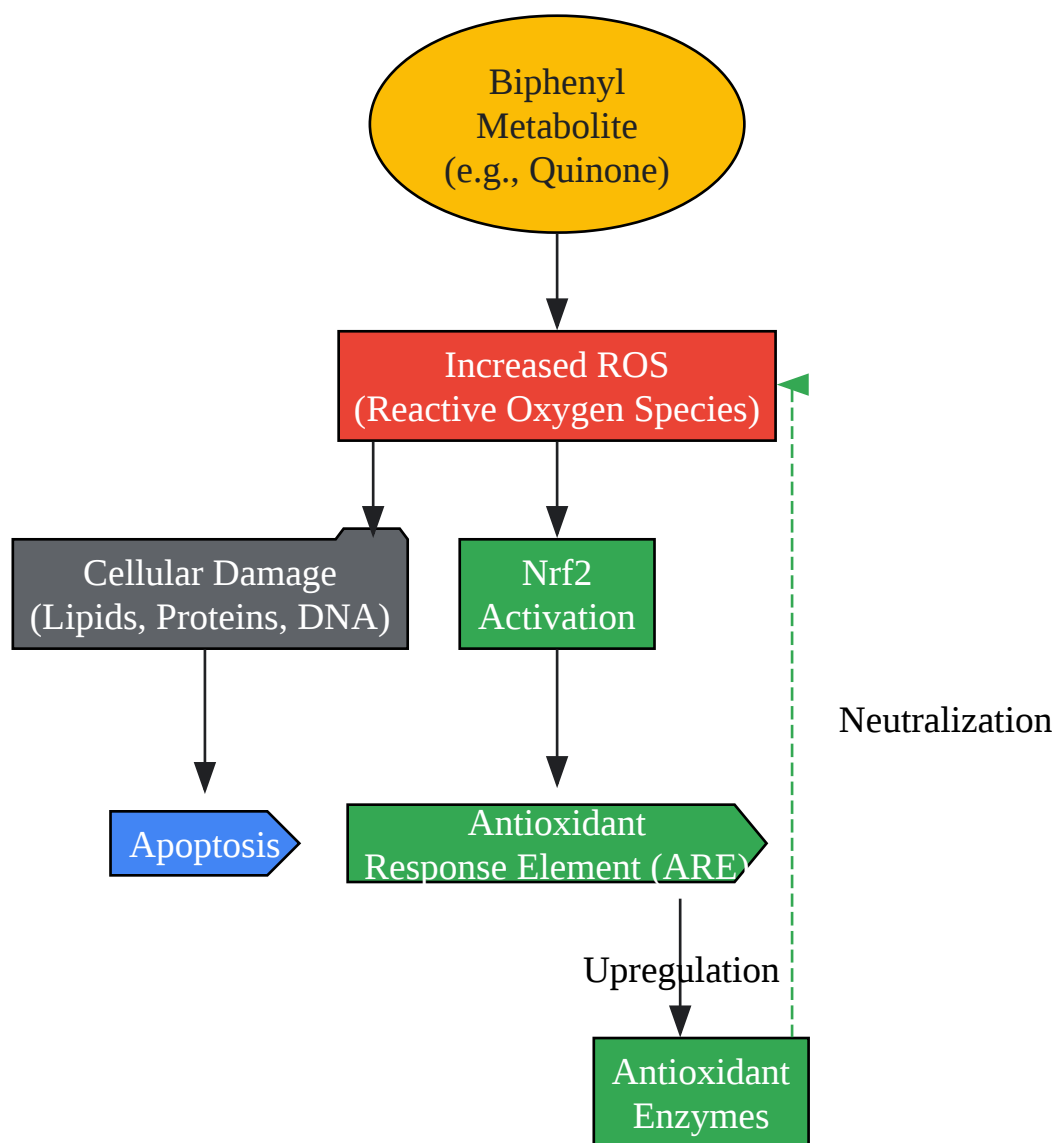 Biphenyl
Metabolite
(e.g., Quinone)
Increased ROS
(Reactive Oxygen Species)
Cellular Damage
(Lipids, Proteins, DNA)
Nrf2
Activation
Neutralization
Apoptosis
Antioxidant
Response Element (ARE)
Upregulation
Antioxidant
Enzymes